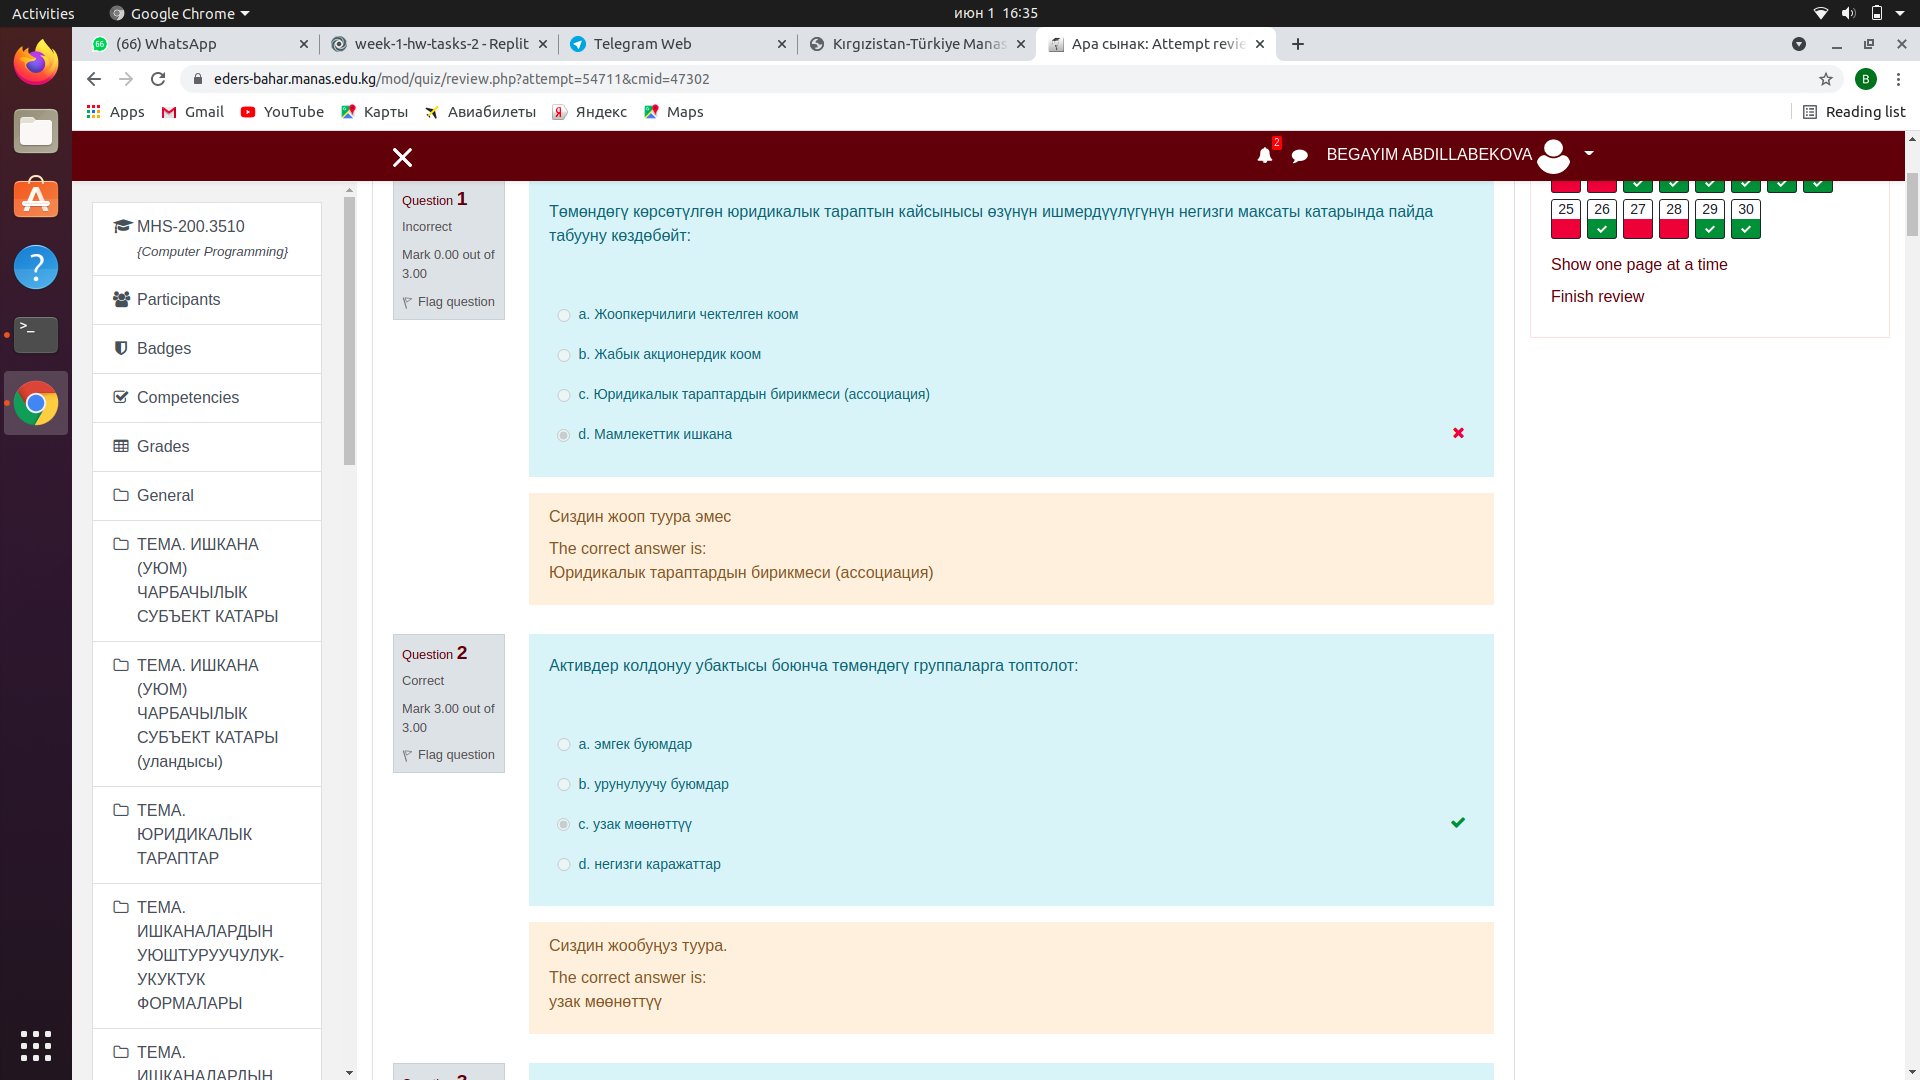 Activities
Google Chrome
июн 1 16:35
(66) WhatsApp
week-1-hw-tasks-2 - Replit
Telegram Web
Kırgızistan-Türkiye Manas
Ара сынак: Attempt revie
eders-bahar.manas.edu.kg/mod/quiz/review.php?attempt=54711&cmid=47302
B
Apps
Gmail
YouTube
Карты
Авиабилеты
Яндекс
Maps
Reading list
2
BEGAYIM ABDILLABEKOVA
MHS-200.3510
{Computer Programming}
Participants
Badges
Competencies
Grades
General
ТЕМА. ИШКАНА
(УЮМ)
ЧАРБАЧЫЛЫК
СУБЪЕКТ КАТАРЫ
ТЕМА. ИШКАНА
(УЮМ)
ЧАРБАЧЫЛЫК
СУБЪЕКТ КАТАРЫ
(уландысы)
ТЕМА.
ЮРИДИКАЛЫК
ТАРАПТАР
ТЕМА.
ИШКАНАЛАРДЫН
УЮШТУРУУЧУЛУК-
УКУКТУК
ФОРМАЛАРЫ
ТЕМА.
ИШКАНАЛАРДЫН
Question 1
Incorrect
Mark 0.00 out of
3.00
Flag question
Төмөндөгү көрсөтүлгөн юридикалык тараптын кайсынысы өзүнүн ишмердүүлүгүнүн негизги максаты катарында пайда
табууну көздөбөйт:
a. Жоопкерчилиги чектелген коом
b. Жабык акционердик коом
c. Юридикалык тараптардын бирикмеси (ассоциация)
d. Мамлекеттик ишкана
Сиздин жооп туура эмес
The correct answer is:
Юридикалык тараптардын бирикмеси (ассоциация)
Question 2
Correct
Mark 3.00 out of
3.00
Flag question
Активдер колдонуу убактысы боюнча төмөндөгү группаларга топтолот:
a. эмгек буюмдар
b. урунулуучу буюмдар
c. узак мөөнөттүү
d. негизги каражаттар
Сиздин жообуңуз туура.
The correct answer is:
узак мөөнөттүү
25 26 27 28 29 30
Show one page at a time
Finish review